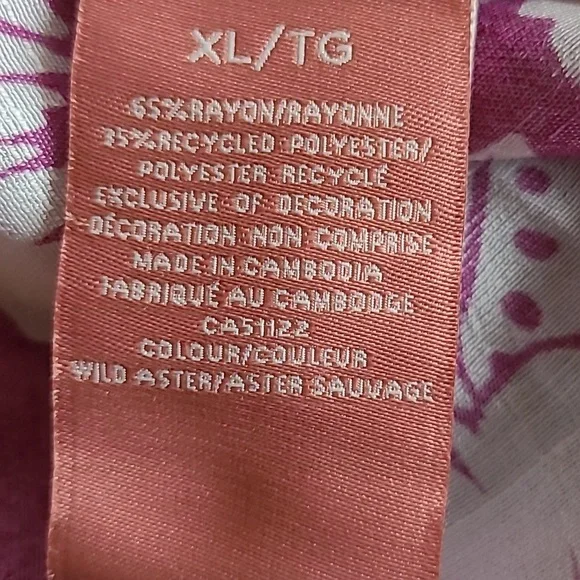 XL/TG
65%RAYON/RAYONNE
35%RECYCLED POLYESTER/
POLYESTER RECYCLÉ
EXCLUSIVE OF DECORATION
DÉCORATION NON COMPRISE
MADE IN CAMBODIA
FABRIQUÉ AU CAMBODGE
CA51122
COLOUR/COULEUR
WILD ASTER/ASTER SAUVAGE